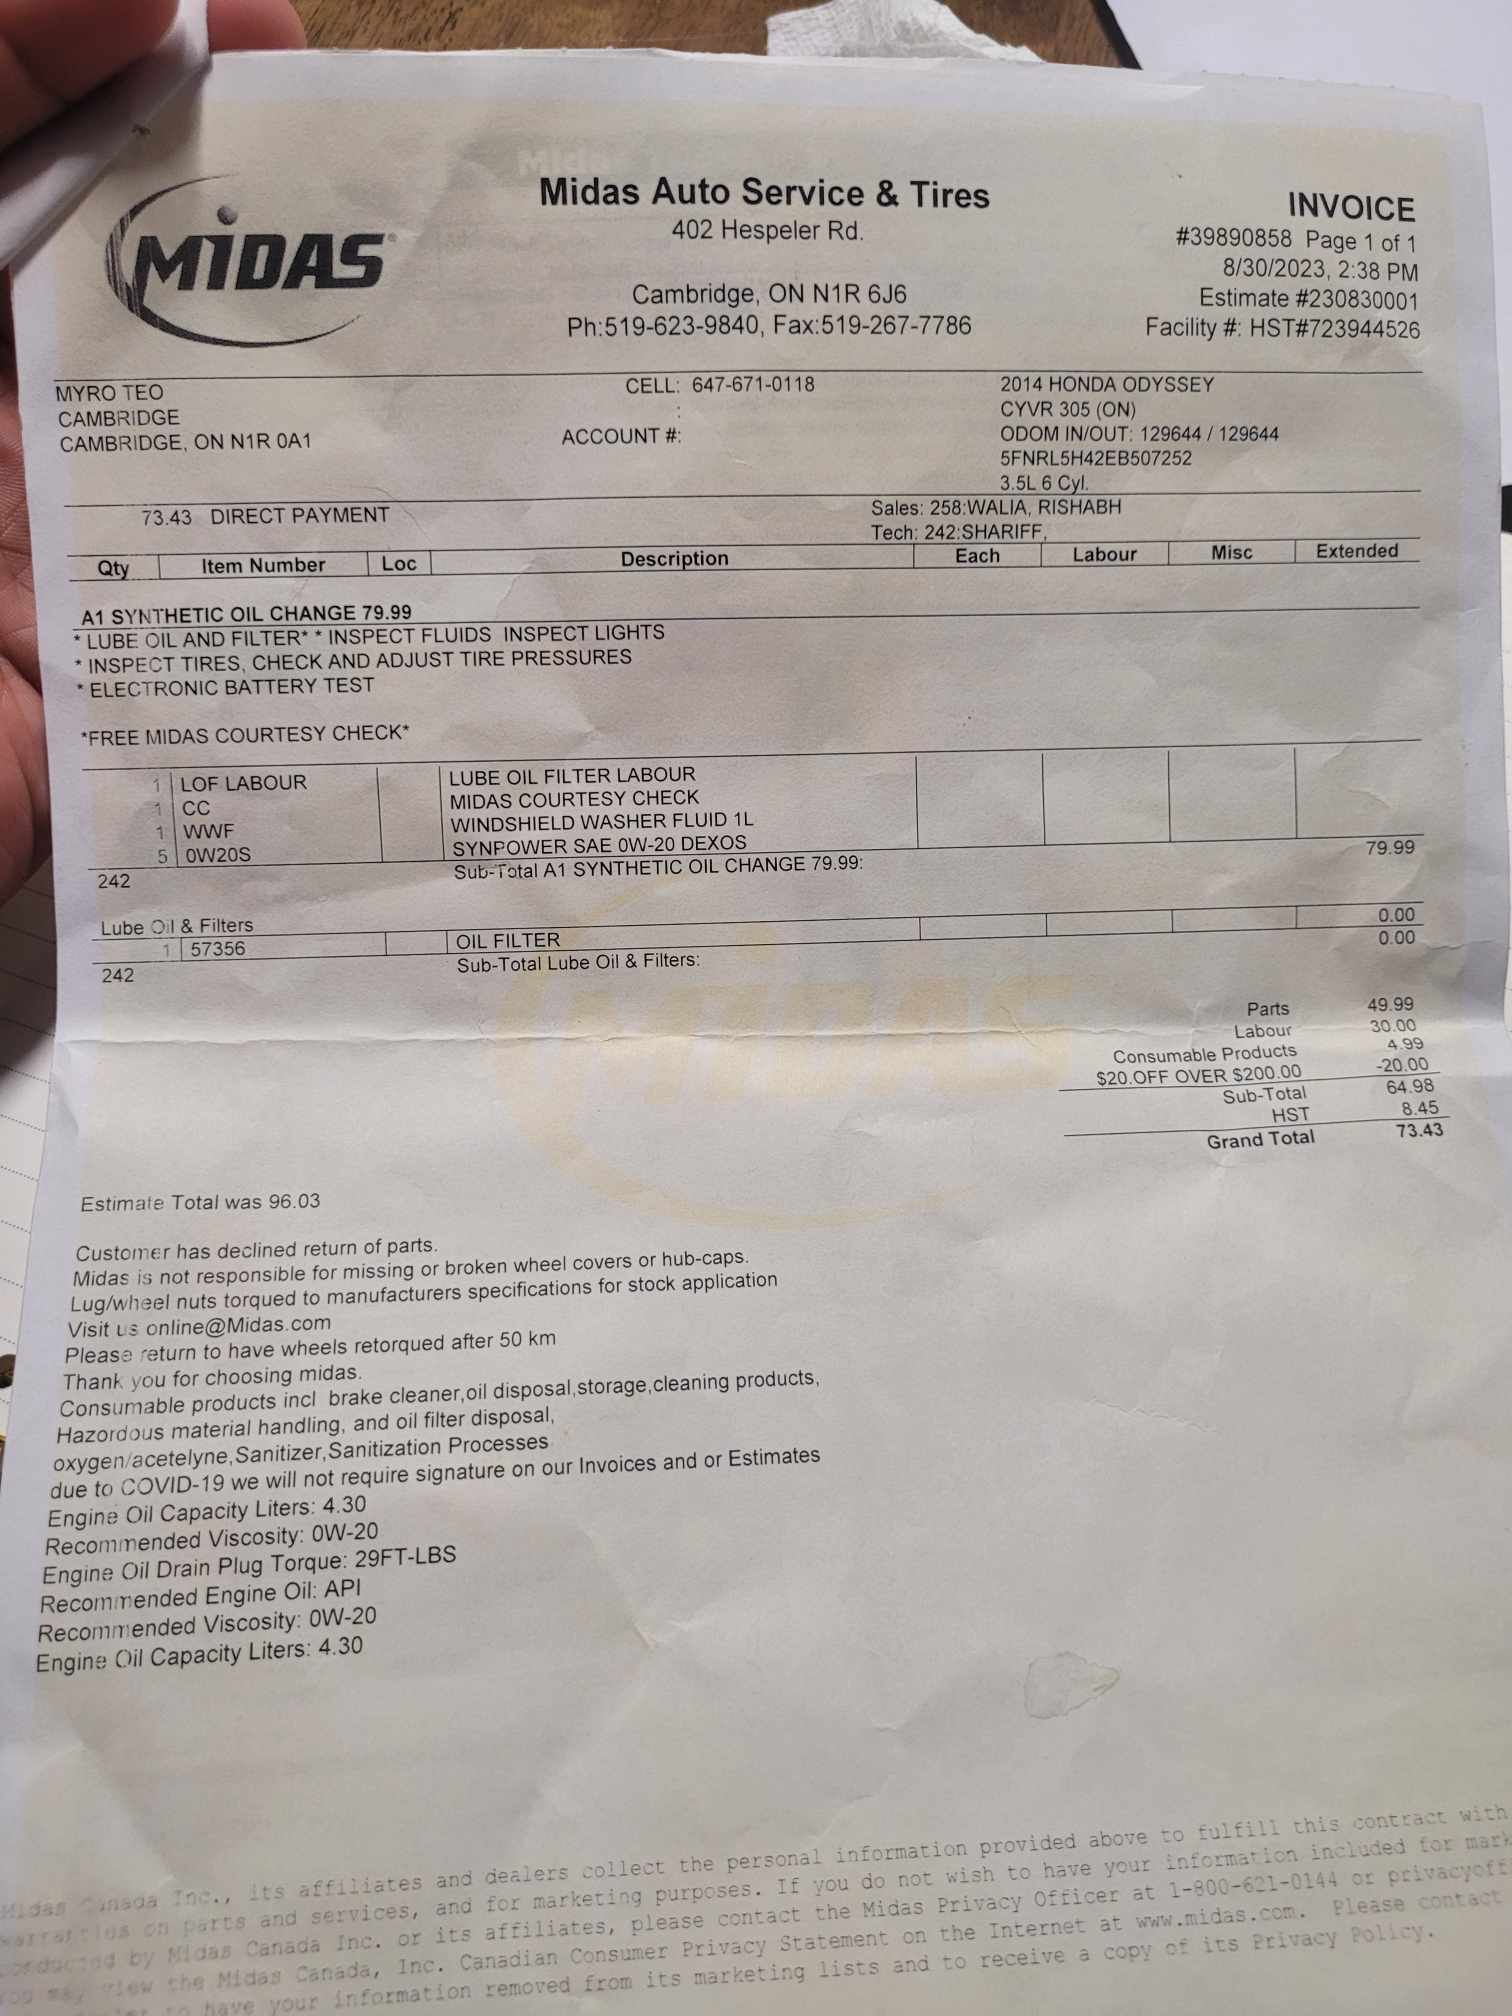 MIDAS
Midas Auto Service & Tires
402 Hespeler Rd.
Cambridge, ON N1R 6J6
Ph:519-623-9840, Fax:519-267-7786
INVOICE
#39890858 Page 1 of 1
8/30/2023, 2:38 PM
Estimate #230830001
Facility #: HST#723944526
MYRO TEO
CAMBRIDGE
CAMBRIDGE, ON N1R 0A1
CELL: 647-671-0118
:
ACCOUNT #:
2014 HONDA ODYSSEY
CYVR 305 (ON)
ODOM IN/OUT: 129644 / 129644
5FNRL5H42EB507252
3.5L 6 Cyl.
73.43 DIRECT PAYMENT
Sales: 258:WALIA, RISHABH
Tech: 242:SHARIFF,
Qty Item Number Loc Description Each Labour Misc Extended
A1 SYNTHETIC OIL CHANGE 79.99
* LUBE OIL AND FILTER* * INSPECT FLUIDS INSPECT LIGHTS
* INSPECT TIRES, CHECK AND ADJUST TIRE PRESSURES
* ELECTRONIC BATTERY TEST
*FREE MIDAS COURTESY CHECK*
1 LOF LABOUR LUBE OIL FILTER LABOUR
1 CC MIDAS COURTESY CHECK
1 WWF WINDSHIELD WASHER FLUID 1L
5 0W20S SYNPOWER SAE 0W-20 DEXOS
242 Sub-Total A1 SYNTHETIC OIL CHANGE 79.99: 79.99
Lube Oil & Filters
1 57356 OIL FILTER 0.00
242 Sub-Total Lube Oil & Filters: 0.00
Parts 49.99
Labour 30.00
Consumable Products 4.99
$20.OFF OVER $200.00 -20.00
Sub-Total 64.98
HST 8.45
Grand Total 73.43
Estimate Total was 96.03
Customer has declined return of parts.
Midas is not responsible for missing or broken wheel covers or hub-caps.
Lug/wheel nuts torqued to manufacturers specifications for stock application
Visit us online@Midas.com
Please return to have wheels retorqued after 50 km
Thank you for choosing midas.
Consumable products incl brake cleaner,oil disposal,storage,cleaning products,
Hazordous material handling, and oil filter disposal,
oxygen/acetelyne,Sanitizer,Sanitization Processes
due to COVID-19 we will not require signature on our Invoices and or Estimates
Engine Oil Capacity Liters: 4.30
Recommended Viscosity: 0W-20
Engine Oil Drain Plug Torque: 29FT-LBS
Recommended Engine Oil: API
Recommended Viscosity: 0W-20
Engine Oil Capacity Liters: 4.30
Midas Canada Inc., its affiliates and dealers collect the personal information provided above to fulfill this contract with
warranties on parts and services, and for marketing purposes. If you do not wish to have your information included for mark
conducted by Midas Canada Inc. or its affiliates, please contact the Midas Privacy Officer at 1-800-621-0144 or privacyoff
You may view the Midas Canada, Inc. Canadian Consumer Privacy Statement on the Internet at www.midas.com. Please contact
to have your information removed from its marketing lists and to receive a copy of its Privacy Policy.